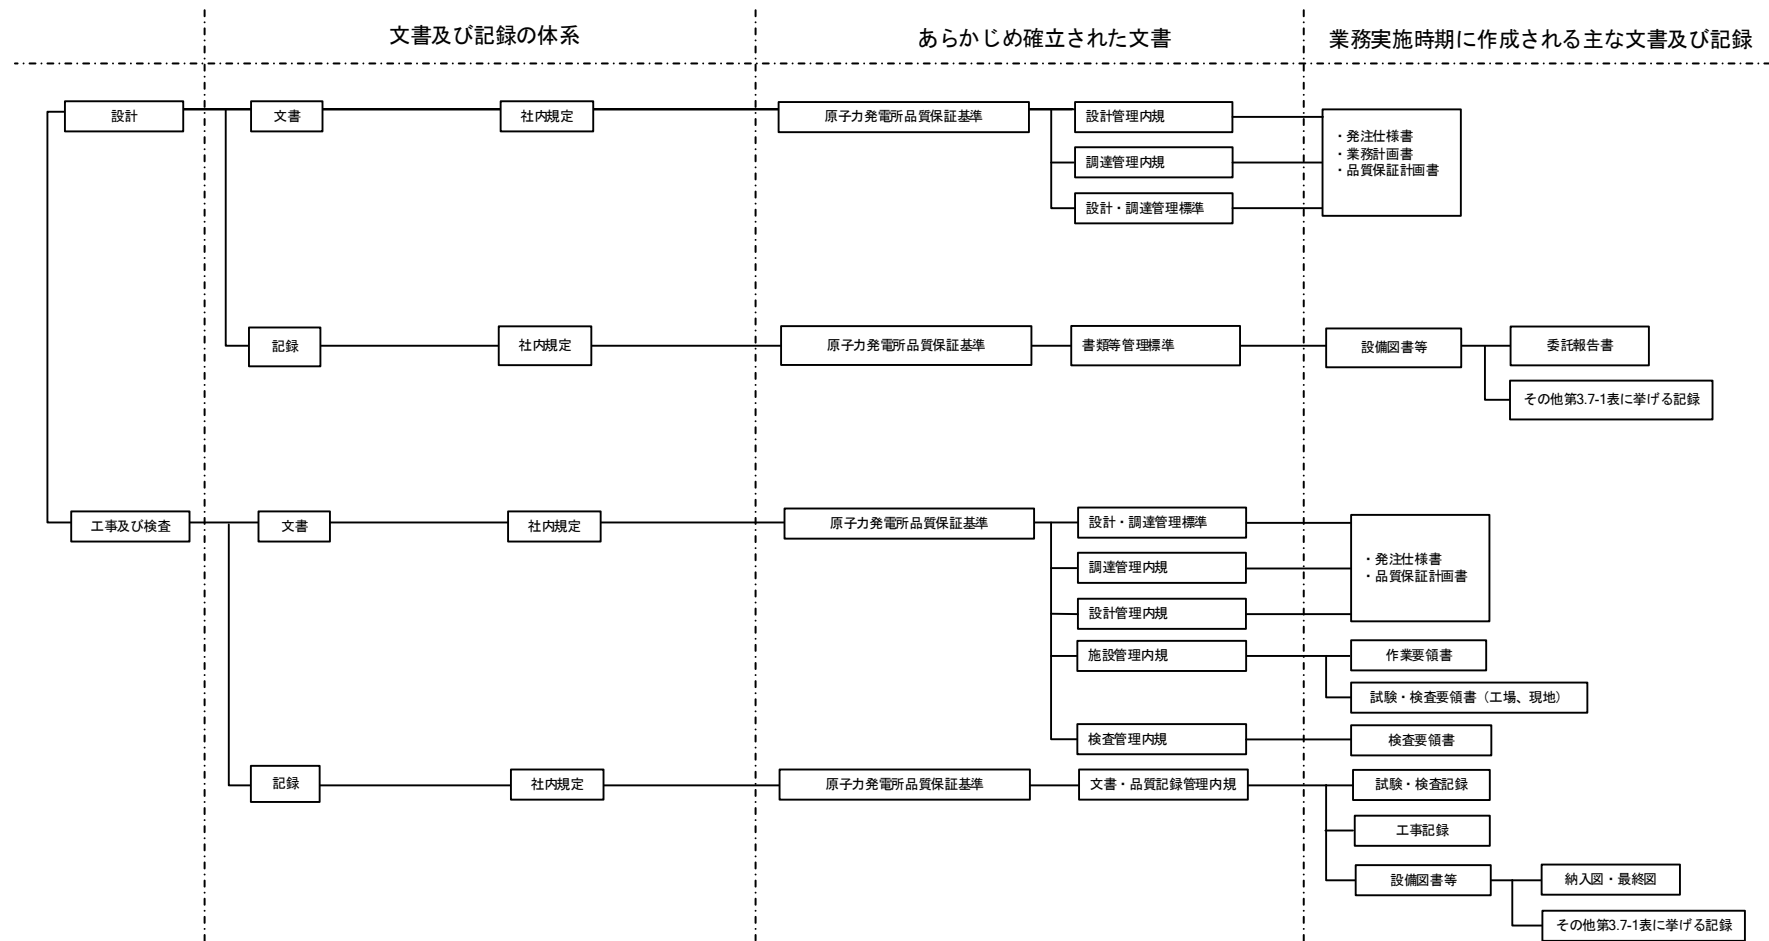 文書及び記録の体系
あらかじめ確立された文書
業務実施時期に作成される主な文書及び記録
設計
文書
社内規定
原子力発電所品質保証基準
設計管理内規
調達管理内規
設計・調達管理標準
・発注仕様書
・業務計画書
・品質保証計画書
記録
社内規定
原子力発電所品質保証基準
書類等管理標準
設備図書等
委託報告書
その他第3.7-1表に挙げる記録
工事及び検査
文書
社内規定
原子力発電所品質保証基準
設計・調達管理標準
調達管理内規
設計管理内規
・発注仕様書
・品質保証計画書
施設管理内規
作業要領書
試験・検査要領書（工場、現地）
検査管理内規
検査要領書
記録
社内規定
原子力発電所品質保証基準
文書・品質記録管理内規
試験・検査記録
工事記録
設備図書等
納入図・最終図
その他第3.7-1表に挙げる記録